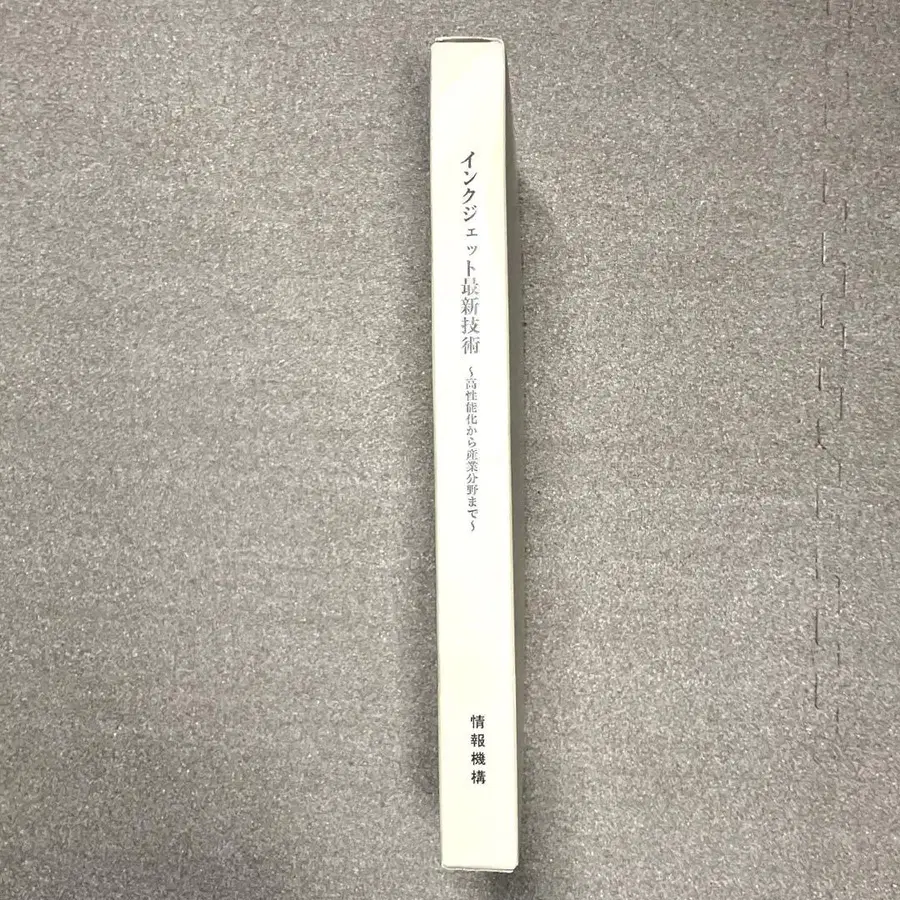 インクジェット最新技術
～高性能化から産業分野まで～
情報機構